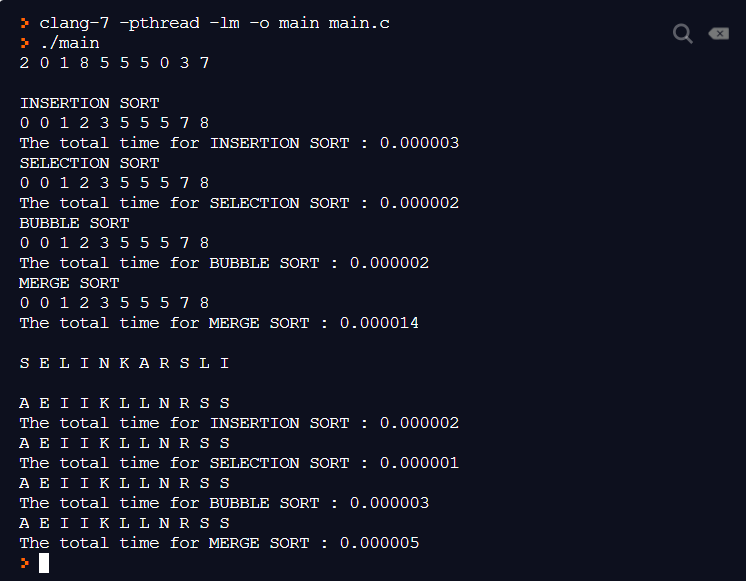 > clang-7 -pthread -lm -o main main.c
> ./main
2 0 1 8 5 5 5 0 3 7
INSERTION SORT
0 0 1 2 3 5 5 5 7 8
The total time for INSERTION SORT : 0.000003
SELECTION SORT
0 0 1 2 3 5 5 5 7 8
The total time for SELECTION SORT : 0.000002
BUBBLE SORT
0 0 1 2 3 5 5 5 7 8
The total time for BUBBLE SORT : 0.000002
MERGE SORT
0 0 1 2 3 5 5 5 7 8
The total time for MERGE SORT : 0.000014
S E L I N K A R S L I
A E I I K L L N R S S
The total time for INSERTION SORT : 0.000002
A E I I K L L N R S S
The total time for SELECTION SORT : 0.000001
A E I I K L L N R S S
The total time for BUBBLE SORT : 0.000003
A E I I K L L N R S S
The total time for MERGE SORT : 0.000005
>